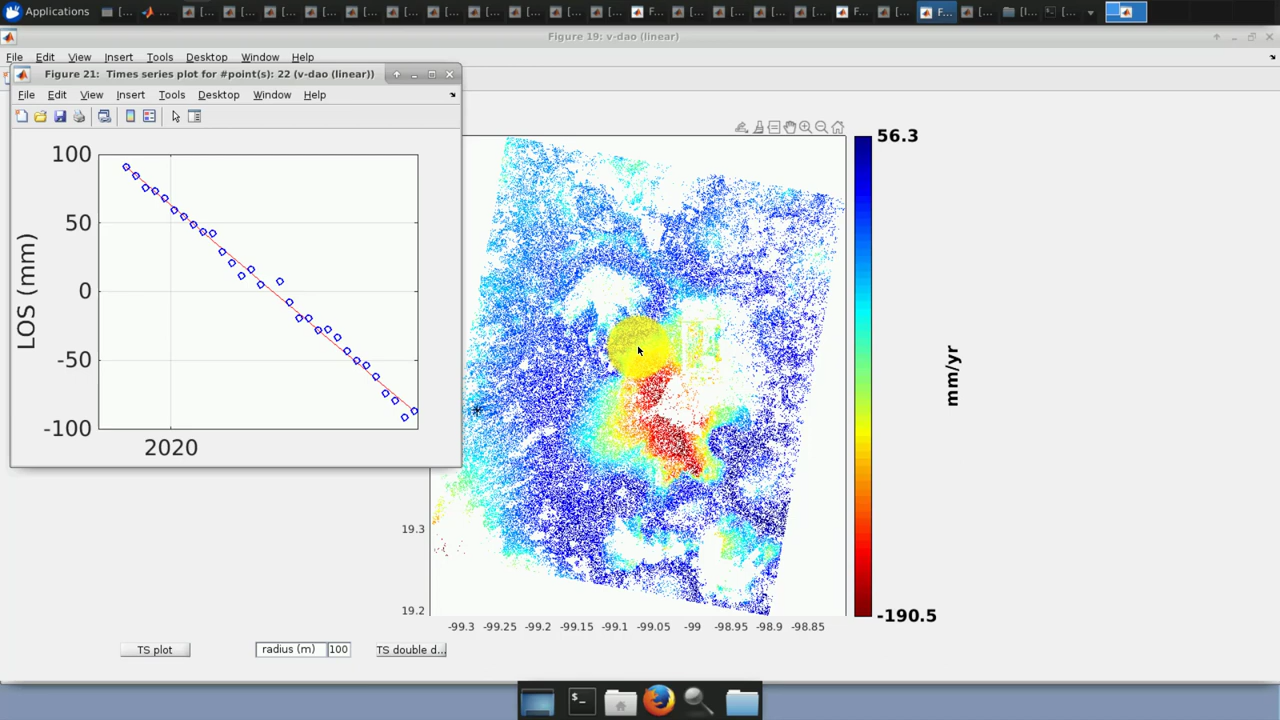 Applications
[...
[...
[...
[...
[...
[...
[...
[...
[...
[...
[...
[...
F...
[...
[...
[...
[...
F...
[...
F...
[...
[I...
[...
Figure 19: v-dao (linear)
File Edit View Insert Tools Desktop Window Help
Figure 21: Times series plot for #point(s): 22 (v-dao (linear))
File Edit View Insert Tools Desktop Window Help
100
50
0
-50
-100
LOS (mm)
2020
56.3
mm/yr
-190.5
19.3
19.2
-99.3 -99.25 -99.2 -99.15 -99.1 -99.05 -99 -98.95 -98.9 -98.85
TS plot
radius (m) 100
TS double d...